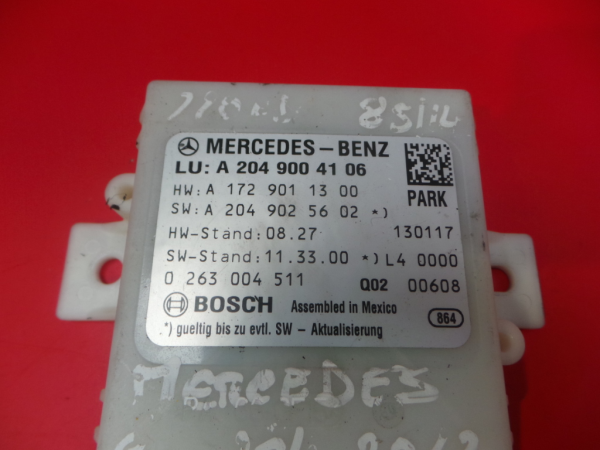 MERCEDES-BENZ
LU: A 204 900 41 06
HW: A 172 901 13 00
PARK
SW: A 204 902 56 02 *)
HW-Stand: 08.27 130117
SW-Stand: 11.33.00 *) L4 0000
0 263 004 511 Q02 00608
BOSCH Assembled in Mexico
864
*) gueltig bis zu evtl. SW - Aktualisierung
MERCEDES